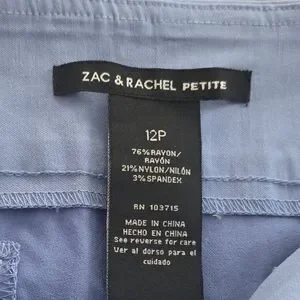 ZAC & RACHEL PETITE
12P
76%RAYON/
RAYÓN
21%NYLON/NILÓN
3%SPANDEX
RN 103715
MADE IN CHINA
HECHO EN CHINA
See reverse for care
Ver al dorso para el
cuidado